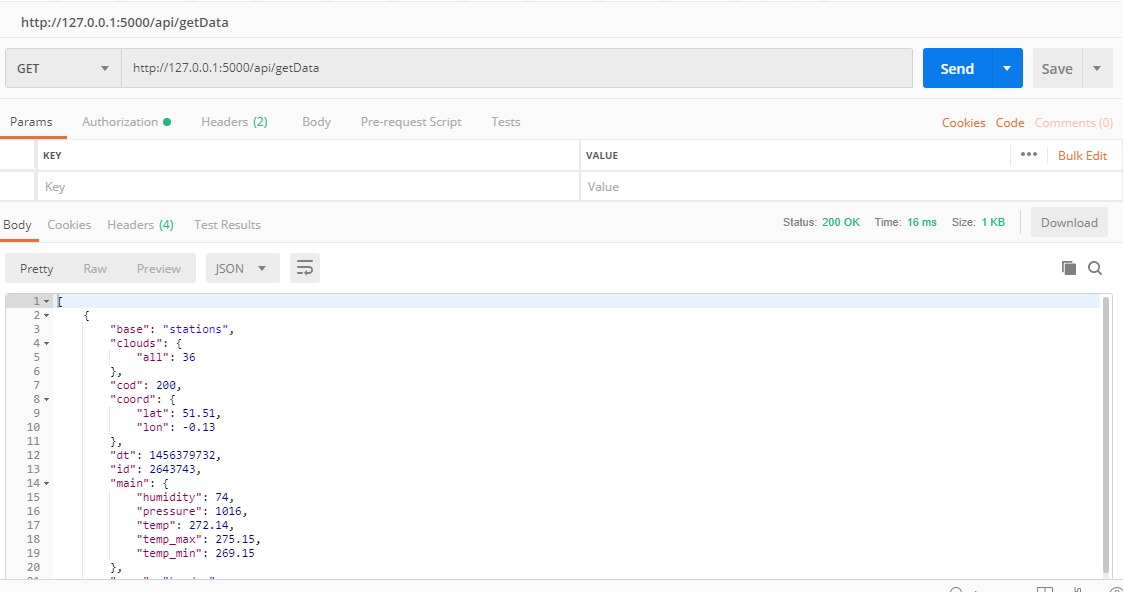 http://127.0.0.1:5000/api/getData
GET http://127.0.0.1:5000/api/getData Send Save
Params Authorization Headers (2) Body Pre-request Script Tests Cookies Code Comments (0)
KEY VALUE ••• Bulk Edit
Key Value
Body Cookies Headers (4) Test Results Status: 200 OK Time: 16 ms Size: 1 KB Download
Pretty Raw Preview JSON
1 [
2 {
3 "base": "stations",
4 "clouds": {
5 "all": 36
6 },
7 "cod": 200,
8 "coord": {
9 "lat": 51.51,
10 "lon": -0.13
11 },
12 "dt": 1456379732,
13 "id": 2643743,
14 "main": {
15 "humidity": 74,
16 "pressure": 1016,
17 "temp": 272.14,
18 "temp_max": 275.15,
19 "temp_min": 269.15
20 },